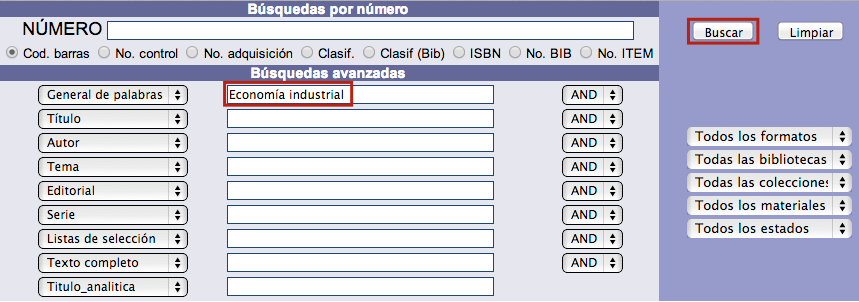 Búsquedas por número
NÚMERO
Cod. barras No. control No. adquisición Clasif. Clasif (Bib) ISBN No. BIB No. ITEM
Buscar Limpiar
Búsquedas avanzadas
General de palabras Economía industrial AND
Título AND
Autor AND
Tema AND
Editorial AND
Serie AND
Listas de selección AND
Texto completo AND
Titulo_analitica
Todos los formatos
Todas las bibliotecas
Todas las colecciones
Todos los materiales
Todos los estados